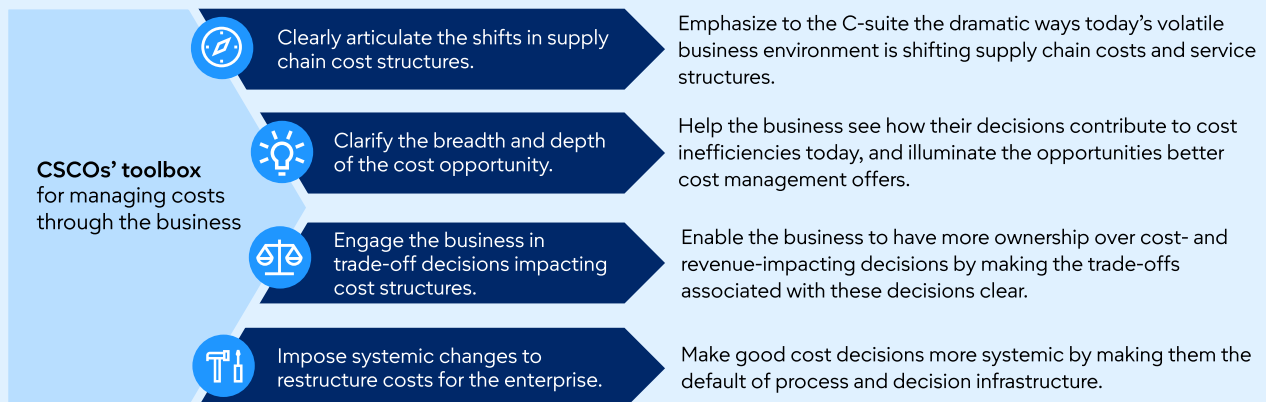 CSCOs’ toolbox
for managing costs
through the business
Clearly articulate the shifts in supply
chain cost structures.
Emphasize to the C-suite the dramatic ways today’s volatile
business environment is shifting supply chain costs and service
structures.
Clarify the breadth and depth
of the cost opportunity.
Help the business see how their decisions contribute to cost
inefficiencies today, and illuminate the opportunities better
cost management offers.
Engage the business in
trade-off decisions impacting
cost structures.
Enable the business to have more ownership over cost- and
revenue-impacting decisions by making the trade-offs
associated with these decisions clear.
Impose systemic changes to
restructure costs for the enterprise.
Make good cost decisions more systemic by making them the
default of process and decision infrastructure.